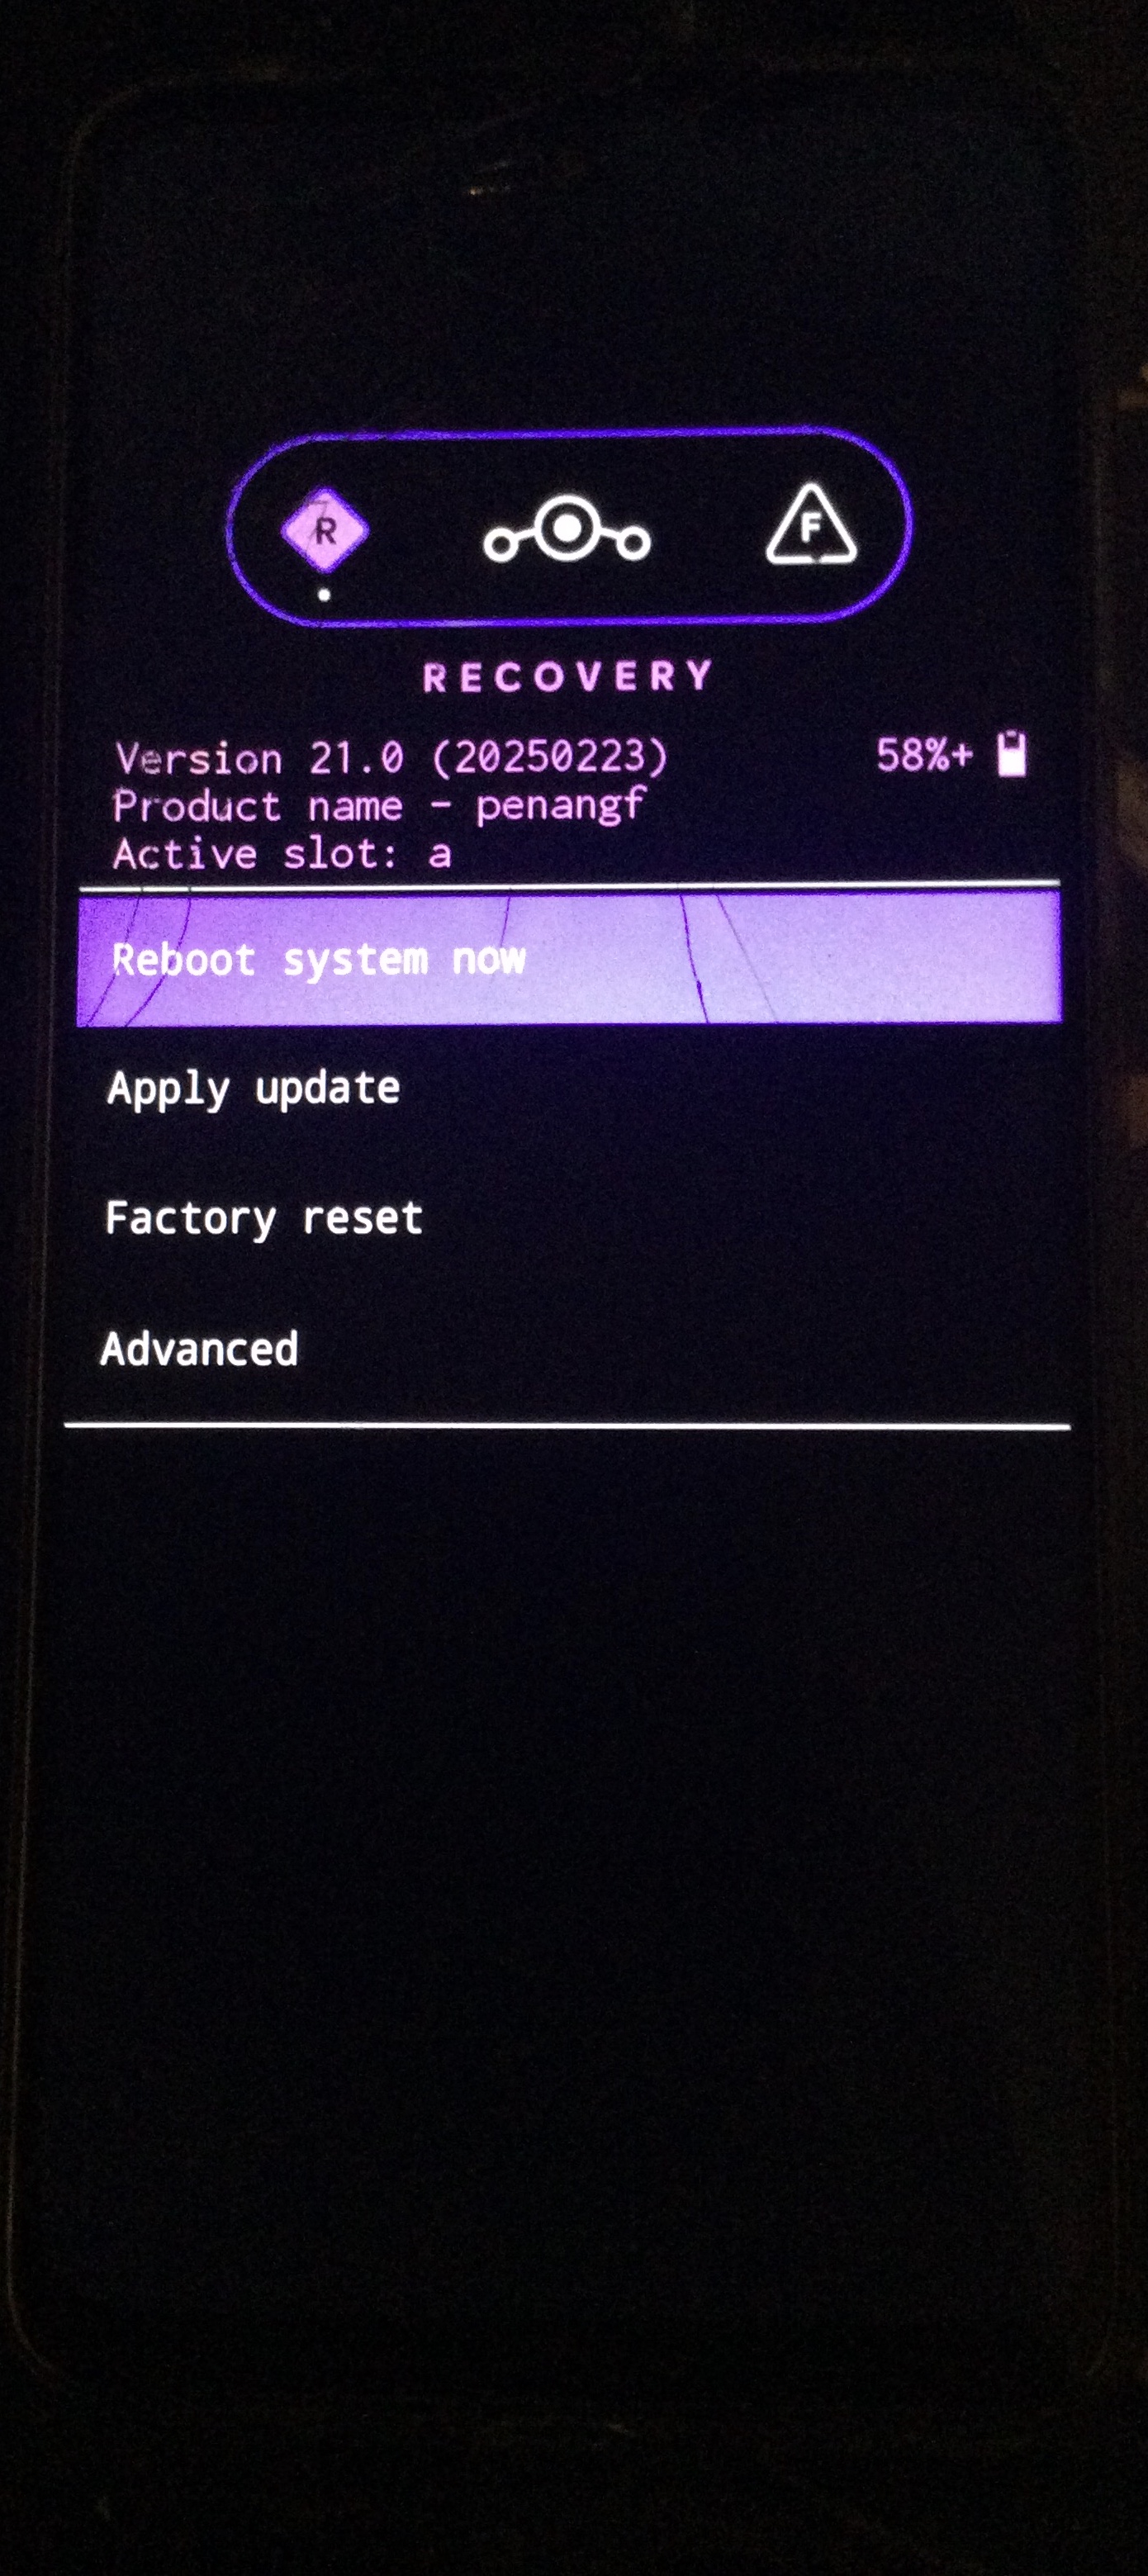 R F
RECOVERY
Version 21.0 (20250223) 58%+
Product name - penangf
Active slot: a
Reboot system now
Apply update
Factory reset
Advanced